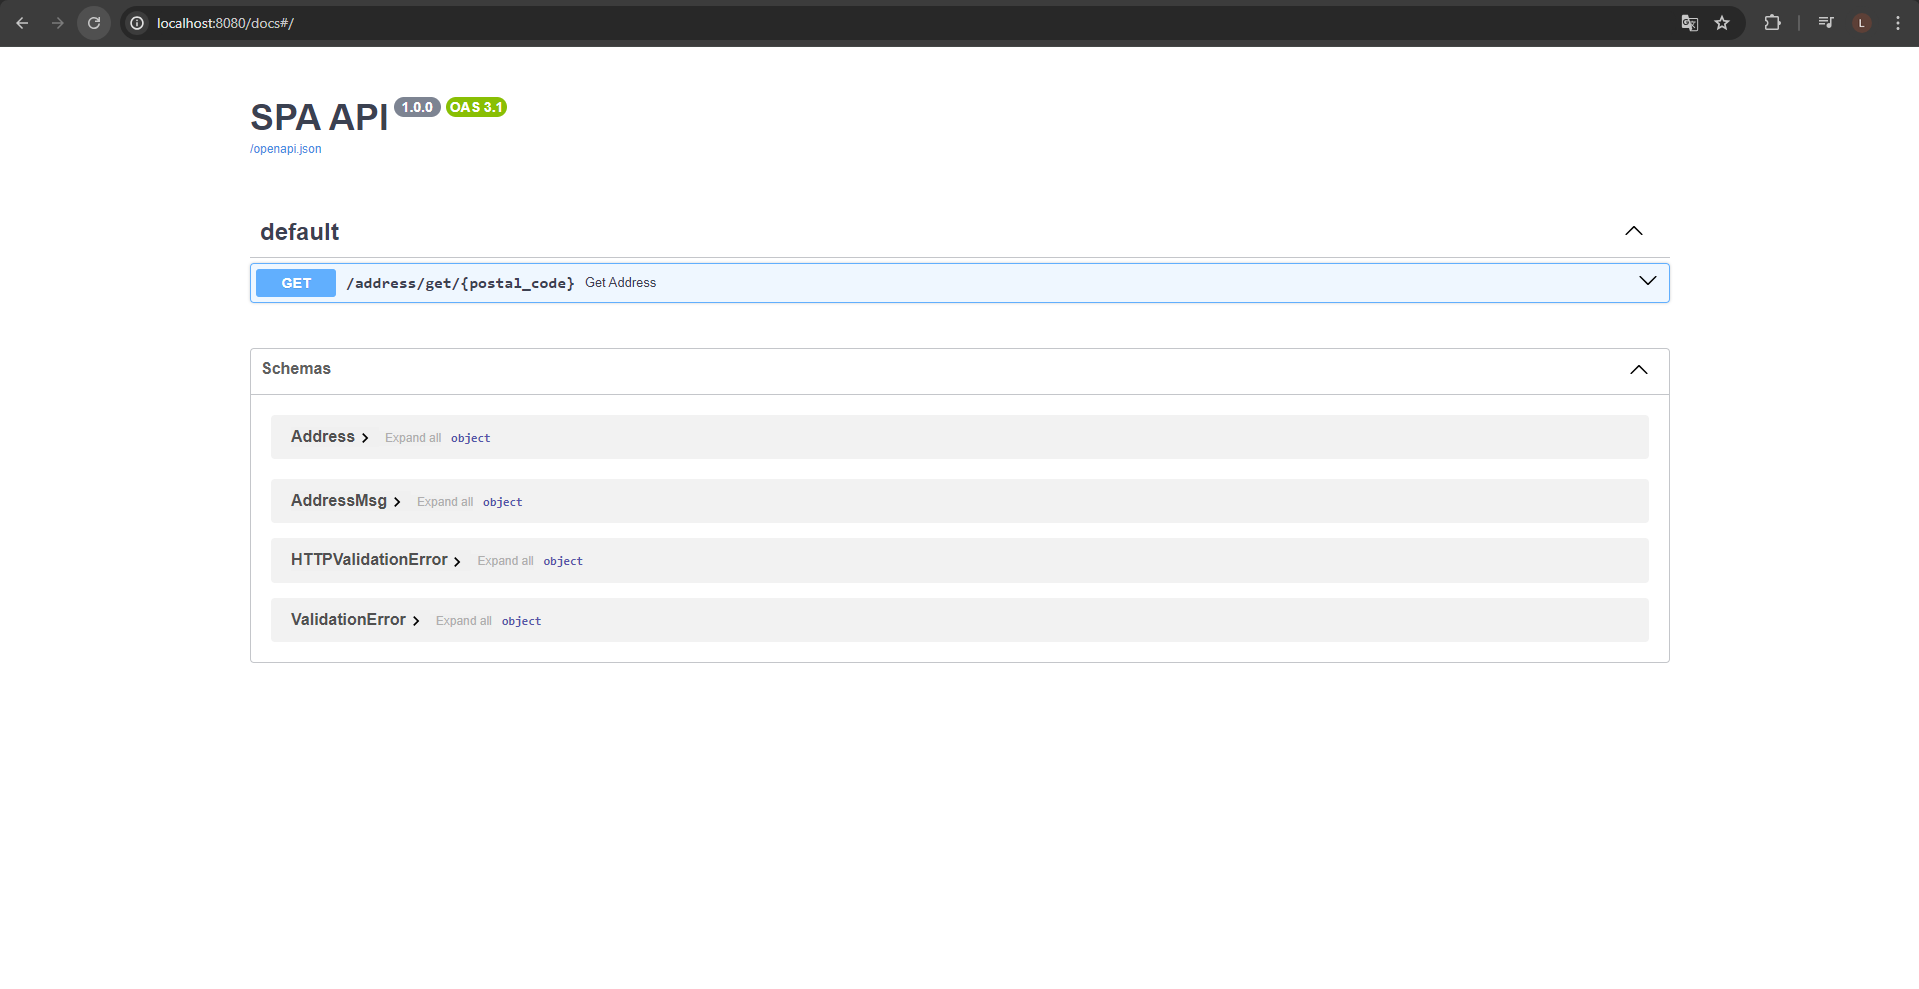 localhost:8080/docs#/
L
SPA API 1.0.0 OAS 3.1
/openapi.json
default
GET /address/get/{postal_code} Get Address
Schemas
Address Expand all object
AddressMsg Expand all object
HTTPValidationError Expand all object
ValidationError Expand all object